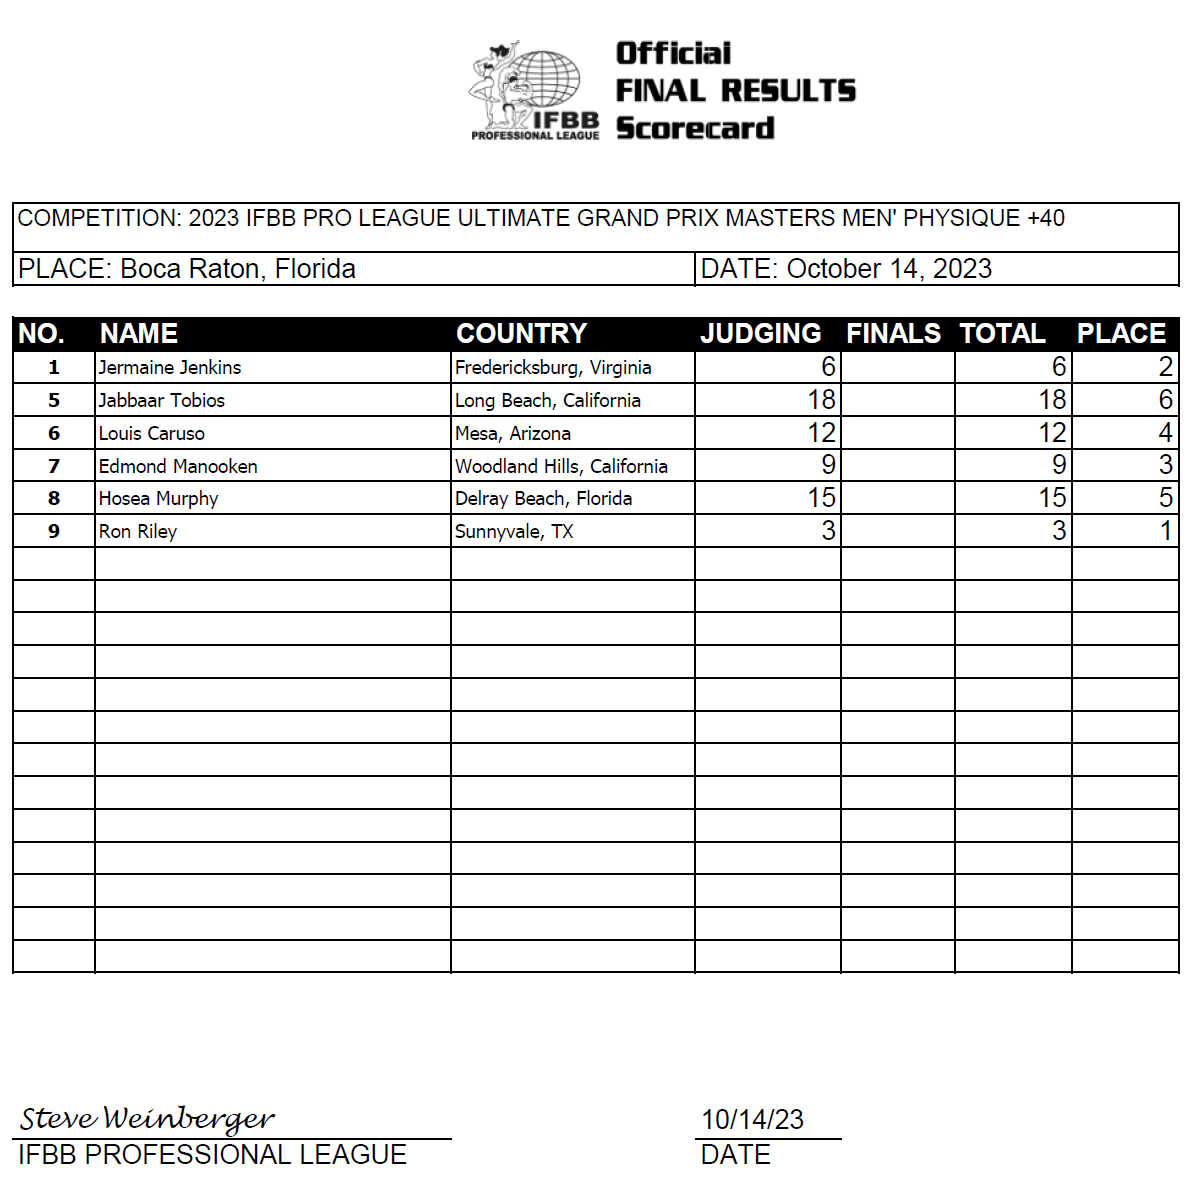 Official
FINAL RESULTS
Scorecard
IFBB
PROFESSIONAL LEAGUE
COMPETITION: 2023 IFBB PRO LEAGUE ULTIMATE GRAND PRIX MASTERS MEN' PHYSIQUE +40
PLACE: Boca Raton, Florida DATE: October 14, 2023
NO. NAME COUNTRY JUDGING FINALS TOTAL PLACE
1 Jermaine Jenkins Fredericksburg, Virginia 6 6 2
5 Jabbaar Tobios Long Beach, California 18 18 6
6 Louis Caruso Mesa, Arizona 12 12 4
7 Edmond Manooken Woodland Hills, California 9 9 3
8 Hosea Murphy Delray Beach, Florida 15 15 5
9 Ron Riley Sunnyvale, TX 3 3 1
Steve Weinberger 10/14/23
IFBB PROFESSIONAL LEAGUE DATE